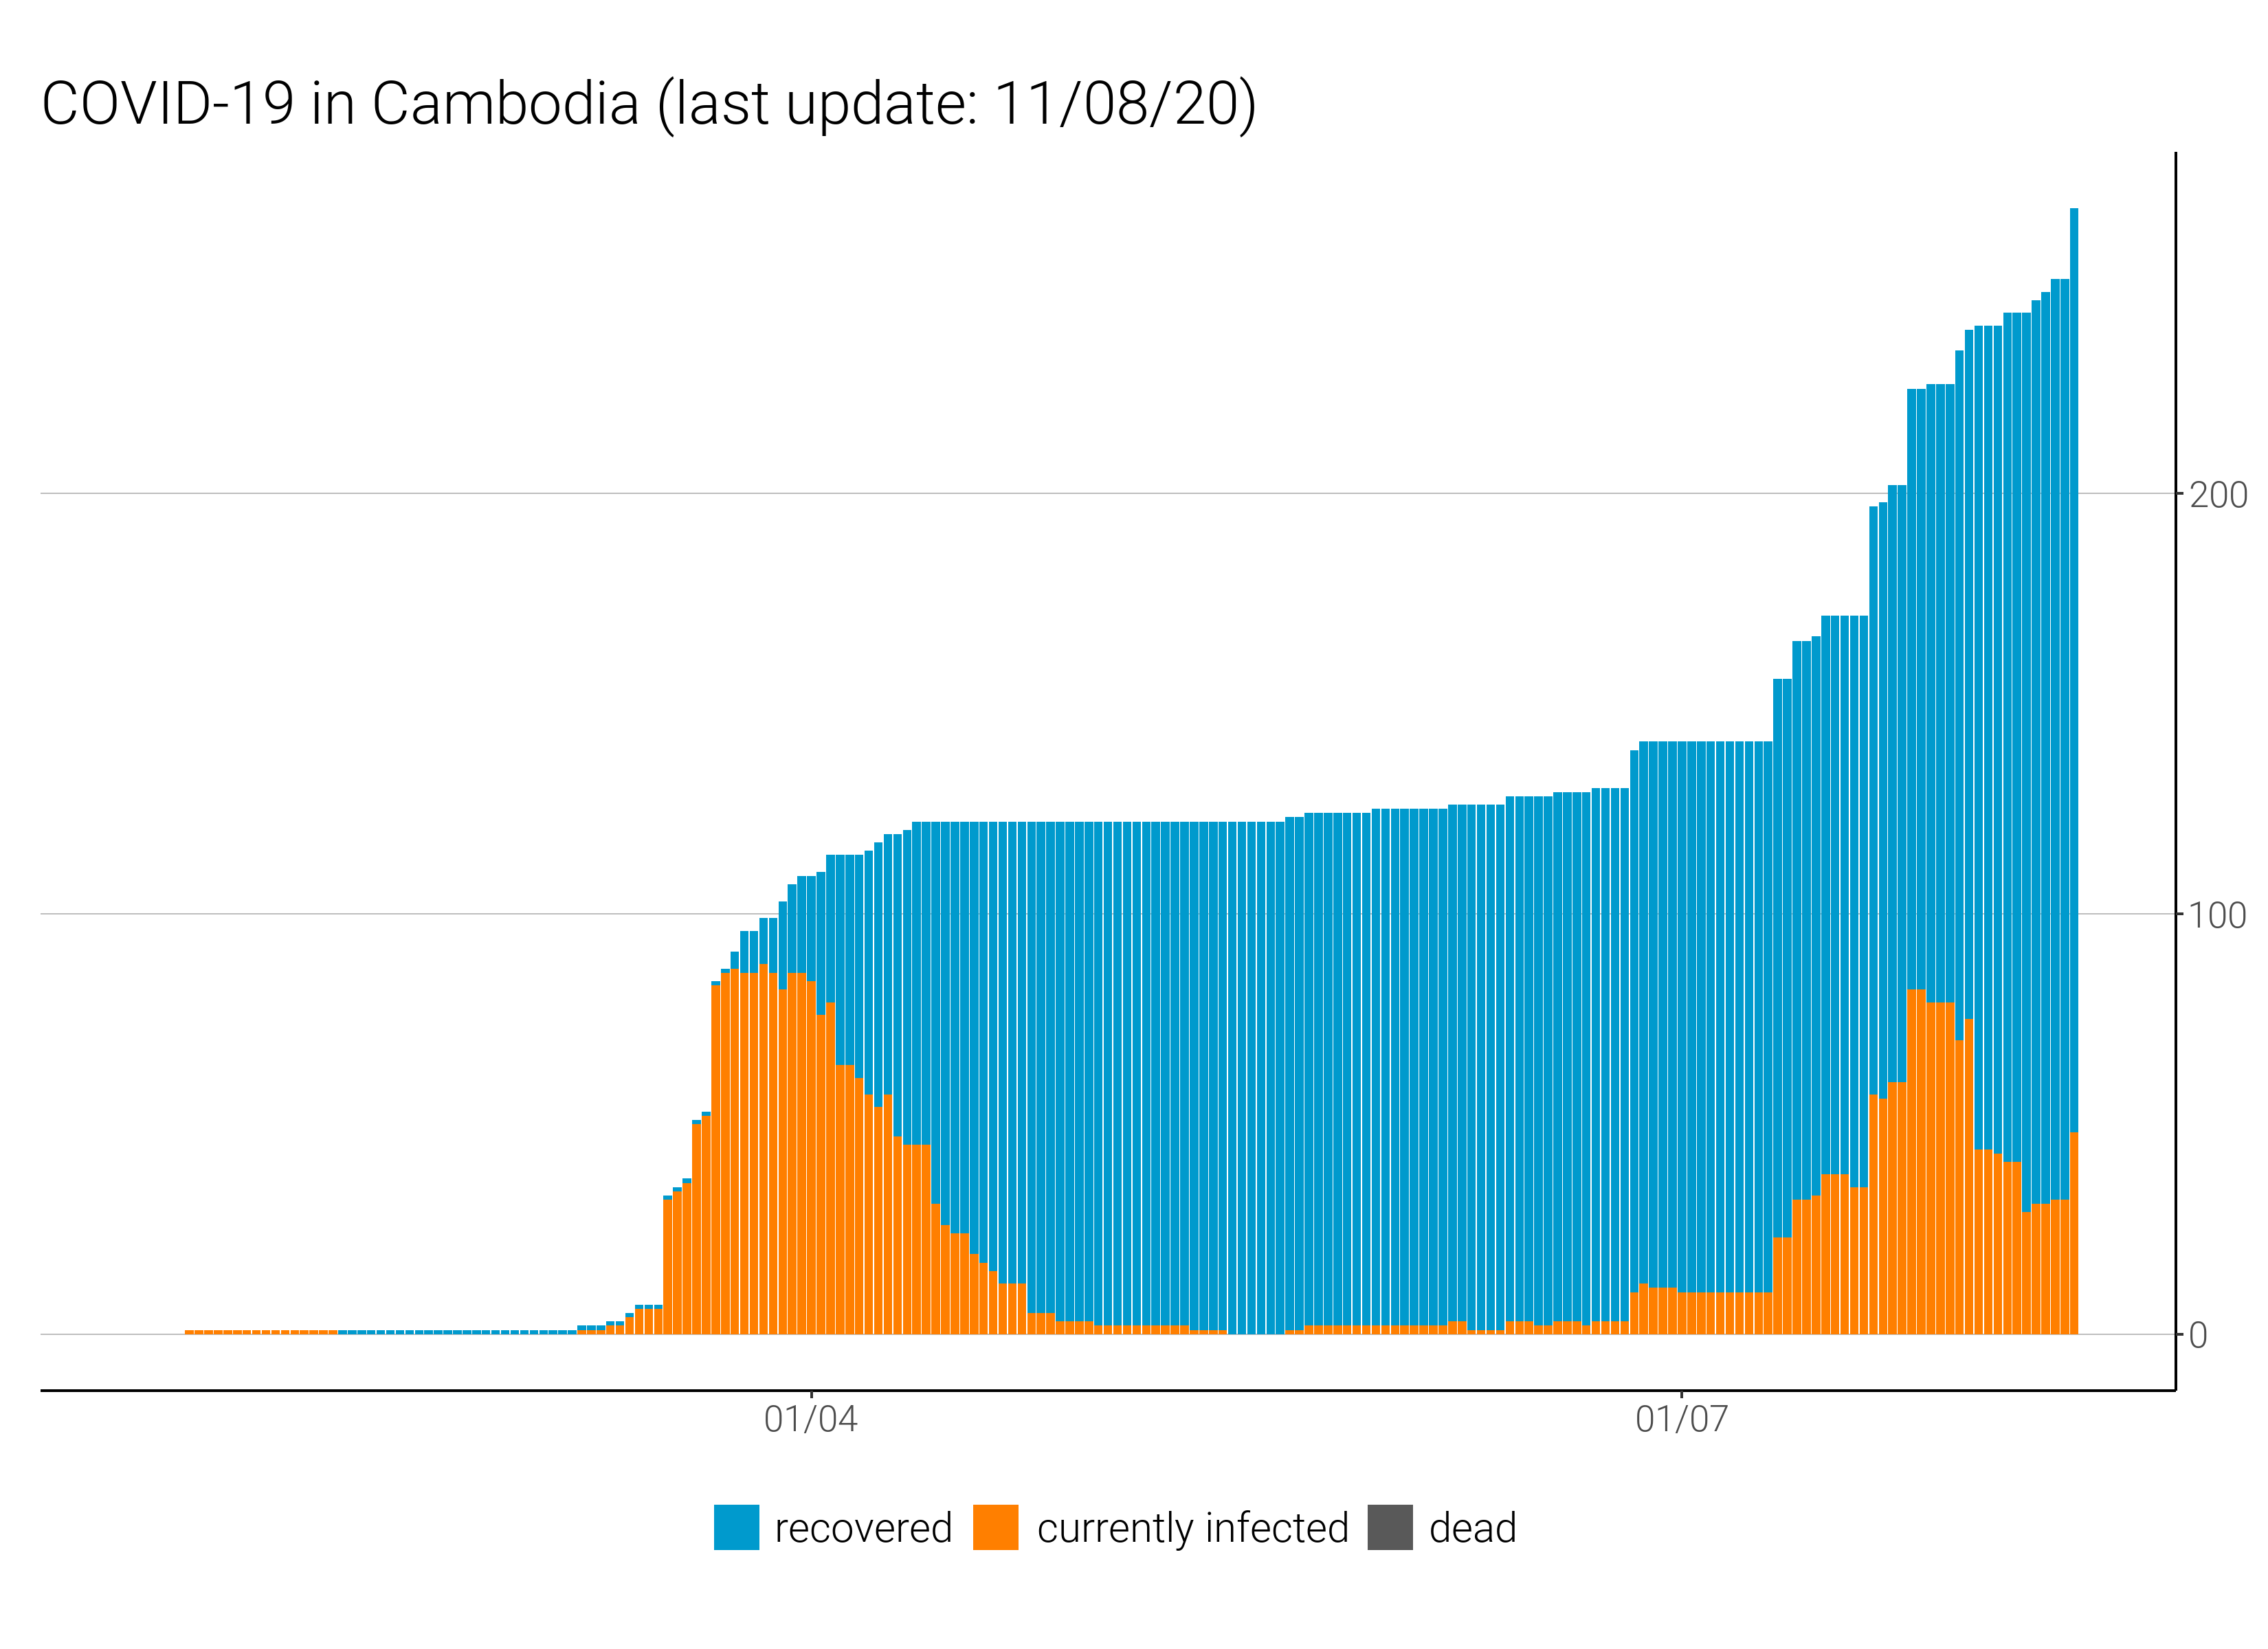 COVID-19 in Cambodia (last update: 11/08/20)
200
100
0
01/04 01/07
recovered currently infected dead